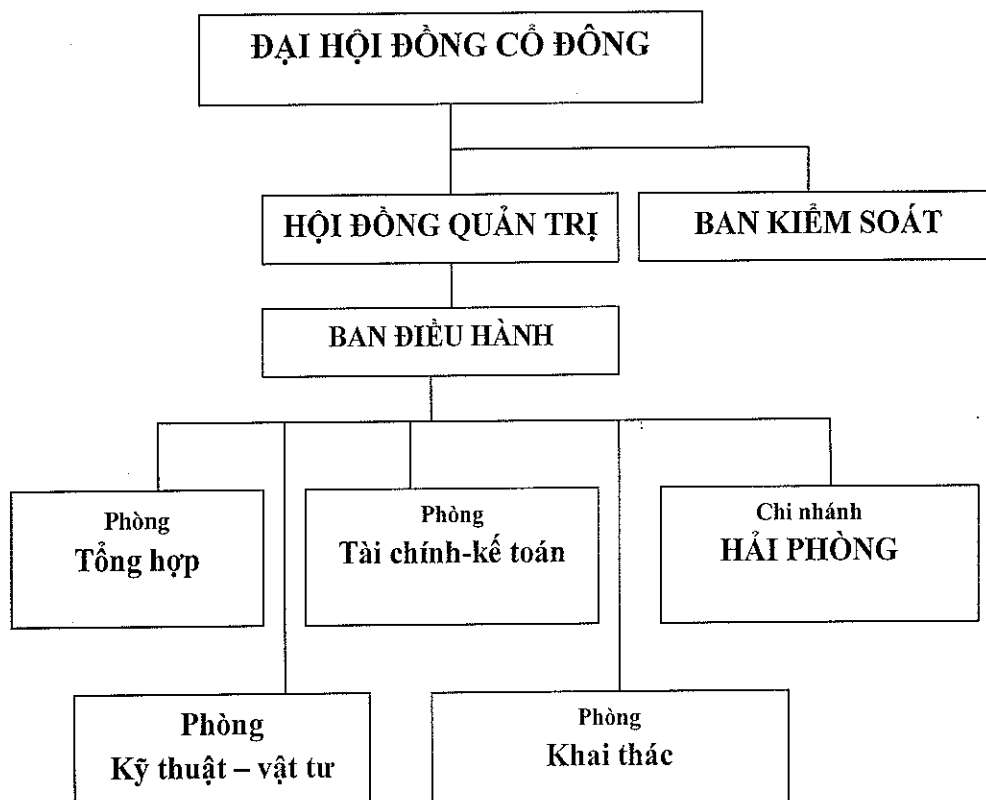 ĐẠI HỘI ĐỒNG CỔ ĐÔNG
HỘI ĐỒNG QUẢN TRỊ
BAN KIỂM SOÁT
BAN ĐIỀU HÀNH
Phòng
Tổng hợp
Phòng
Tài chính-kế toán
Chi nhánh
HẢI PHÒNG
Phòng
Kỹ thuật – vật tư
Phòng
Khai thác